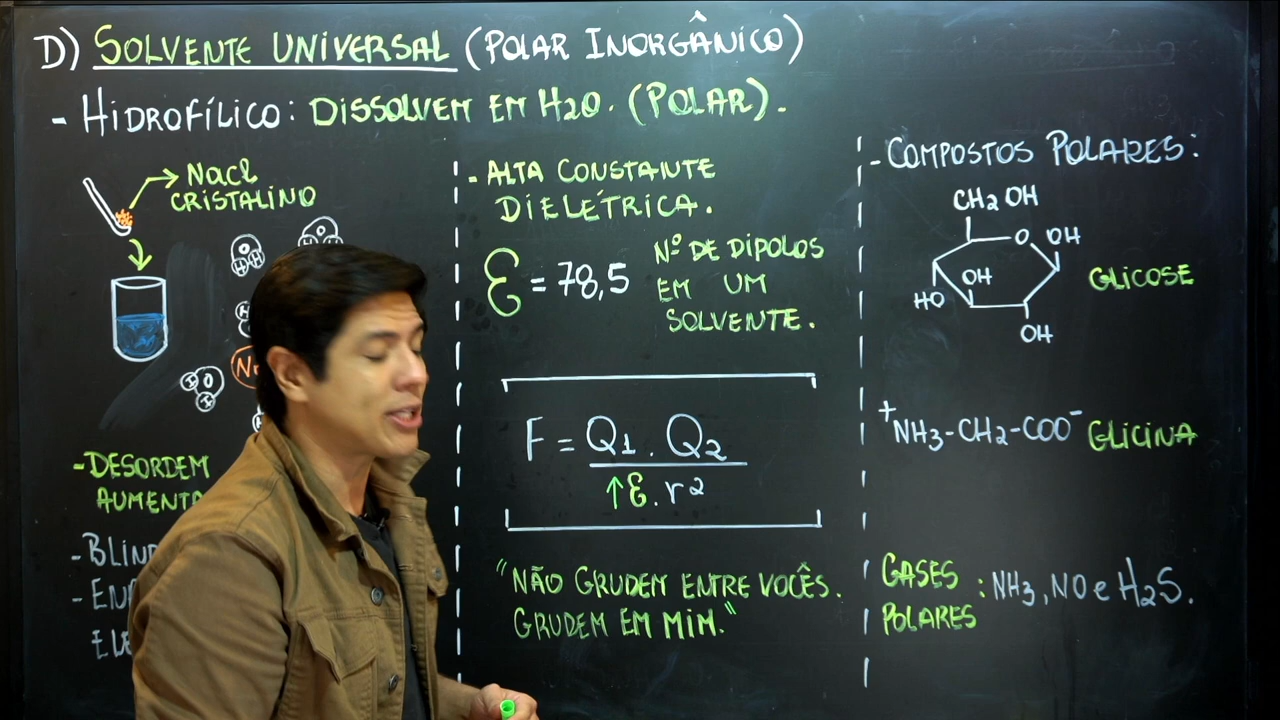 D) SOLVENTE UNIVERSAL (POLAR INORGÂNICO)
- HIDROFÍLICO: DISSOLVEM EM H2O. (POLAR).
NaCl
CRISTALINO
O
H H
O
H
H O
H
- DESORDEM
AUMENTA
- ALTA CONSTANTE
DIELÉTRICA.
Ɛ = 78,5
Nº DE DIPOLOS
EM UM
SOLVENTE.
F = Q1 . Q2
↑Ɛ . r²
"NÃO GRUDEM ENTRE VOCÊS.
GRUDEM EM MIM."
- COMPOSTOS POLARES:
CH2OH
O OH
OH
HO
OH
GLICOSE
+NH3-CH2-COO- GLICINA
GASES
POLARES
: NH3, NO e H2S.